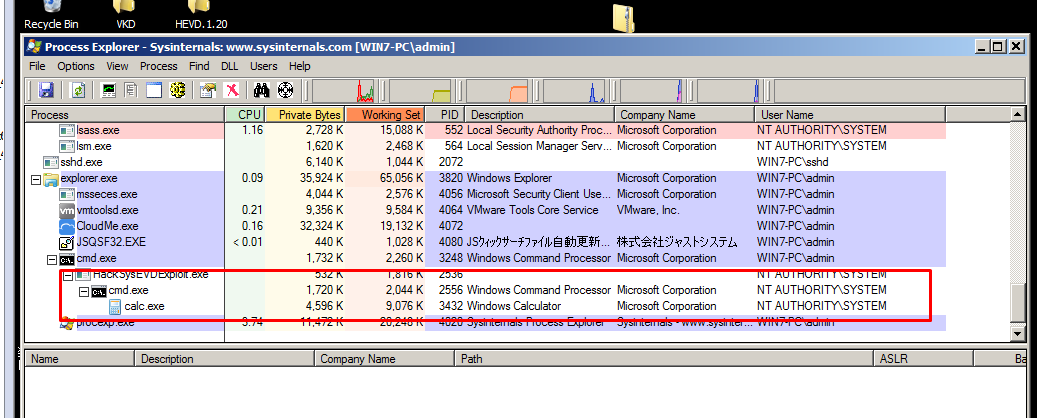 Recycle Bin VKD HEVD.1.20
Process Explorer - Sysinternals: www.sysinternals.com [WIN7-PC\admin]
File Options View Process Find DLL Users Help
Process CPU Private Bytes Working Set PID Description Company Name User Name
lsass.exe 1.16 2,728 K 15,088 K 552 Local Security Authority Proc... Microsoft Corporation NT AUTHORITY\SYSTEM
lsm.exe 1,620 K 2,468 K 564 Local Session Manager Serv... Microsoft Corporation NT AUTHORITY\SYSTEM
sshd.exe 6,140 K 1,044 K 2072 WIN7-PC\sshd
explorer.exe 0.09 35,924 K 65,056 K 3820 Windows Explorer Microsoft Corporation WIN7-PC\admin
msseces.exe 4,044 K 2,576 K 4056 Microsoft Security Client Use... Microsoft Corporation WIN7-PC\admin
vmtoolsd.exe 0.21 9,356 K 9,584 K 4064 VMware Tools Core Service VMware, Inc. WIN7-PC\admin
CloudMe.exe 0.16 32,324 K 19,132 K 4072 WIN7-PC\admin
JSQSF32.EXE < 0.01 440 K 1,028 K 4080 JSクイックサーチファイル自動更新... 株式会社ジャストシステム WIN7-PC\admin
cmd.exe 1,732 K 2,260 K 3248 Windows Command Processor Microsoft Corporation WIN7-PC\admin
HackSysEVDExploit.exe 532 K 1,816 K 2536 NT AUTHORITY\SYSTEM
cmd.exe 1,720 K 2,044 K 2556 Windows Command Processor Microsoft Corporation NT AUTHORITY\SYSTEM
calc.exe 4,596 K 9,076 K 3432 Windows Calculator Microsoft Corporation NT AUTHORITY\SYSTEM
procexp.exe 3.74 11,472 K 20,248 K 4020 Sysinternals Process Explorer Sysinternals - www.sysinter... WIN7-PC\admin
Name Description Company Name Path ASLR Ba